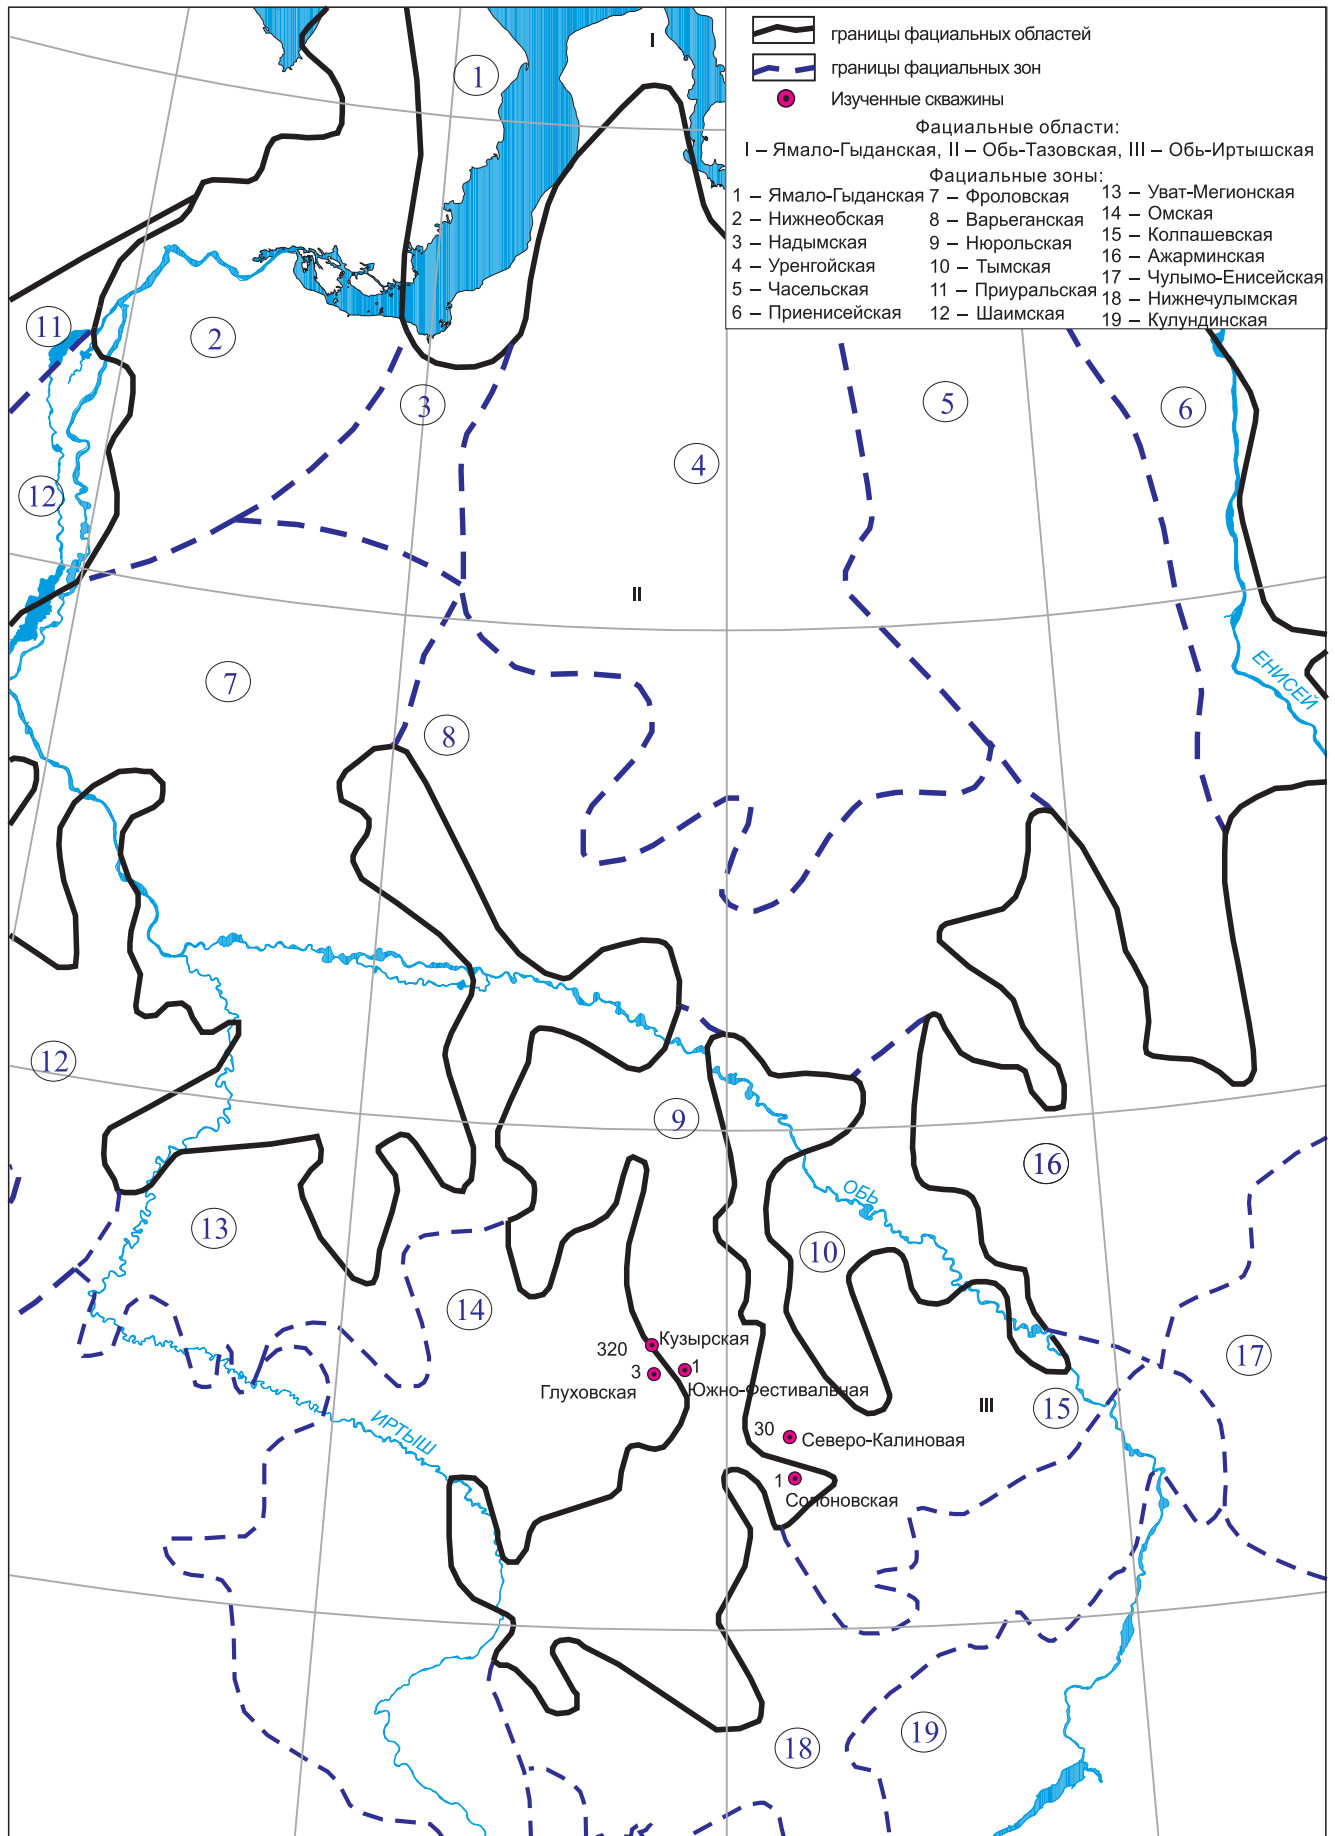 границы фациальных областей
границы фациальных зон
Изученные скважины
Фациальные области:
I – Ямало-Гыданская, II – Обь-Тазовская, III – Обь-Иртышская
Фациальные зоны:
1 – Ямало-Гыданская
2 – Нижнеобская
3 – Надымская
4 – Уренгойская
5 – Часельская
6 – Приенисейская
7 – Фроловская
8 – Варьеганская
9 – Нюрольская
10 – Тымская
11 – Приуральская
12 – Шаимская
13 – Уват-Мегионская
14 – Омская
15 – Колпашевская
16 – Ажарминская
17 – Чулымо-Енисейская
18 – Нижнечулымская
19 – Кулундинская
I
1
11
2
3
5
6
4
12
II
ЕНИСЕЙ
7
8
12
9
16
ОБЬ
13
10
14
320 Кузырская
3 Глуховская
1 Южно-Фестивальная
17
III
15
ИРТЫШ
30 Северо-Калиновая
1 Солоновская
18
19